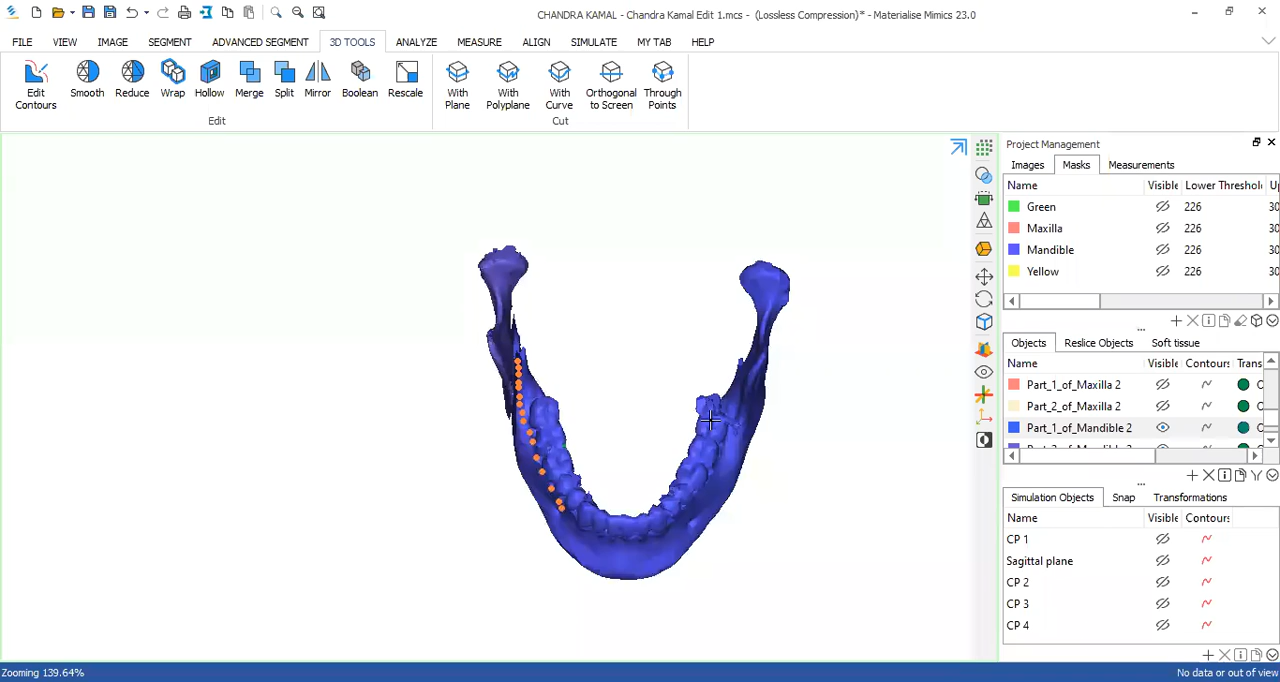 CHANDRA KAMAL - Chandra Kamal Edit 1.mcs - (Lossless Compression)* - Materialise Mimics 23.0
FILE VIEW IMAGE SEGMENT ADVANCED SEGMENT 3D TOOLS ANALYZE MEASURE ALIGN SIMULATE MY TAB HELP
Edit Contours Smooth Reduce Wrap Hollow Merge Split Mirror Boolean Rescale With Plane With Polyplane With Curve Orthogonal to Screen Through Points
Edit Cut
Project Management
Images Masks Measurements
Name Visible Lower Threshol Up
Green 226 30
Maxilla 226 30
Mandible 226 30
Yellow 226 30
Objects Reslice Objects Soft tissue
Name Visible Contours Trans
Part_1_of_Maxilla 2
Part_2_of_Maxilla 2
Part_1_of_Mandible 2
Simulation Objects Snap Transformations
Name Visible Contours
CP 1
Sagittal plane
CP 2
CP 3
CP 4
Zooming 139.64% No data or out of view